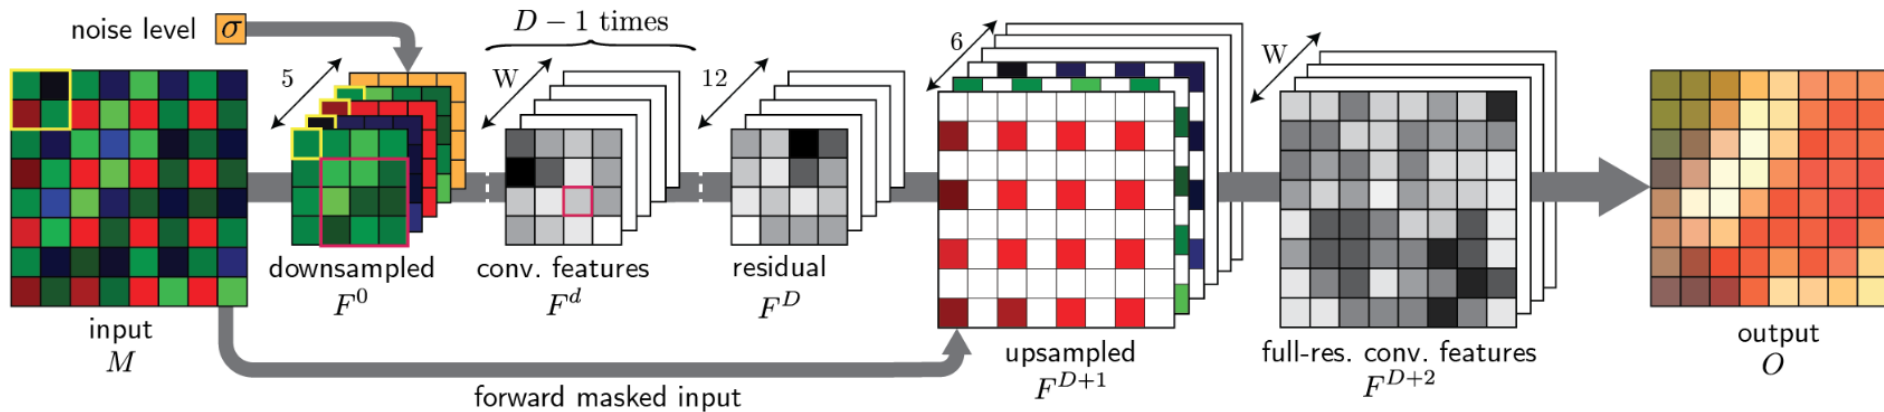 noise level σ
D − 1 times
5
W
12
6
W
downsampled
F^0
conv. features
F^d
residual
F^D
upsampled
F^{D+1}
full-res. conv. features
F^{D+2}
input
M
output
O
forward masked input